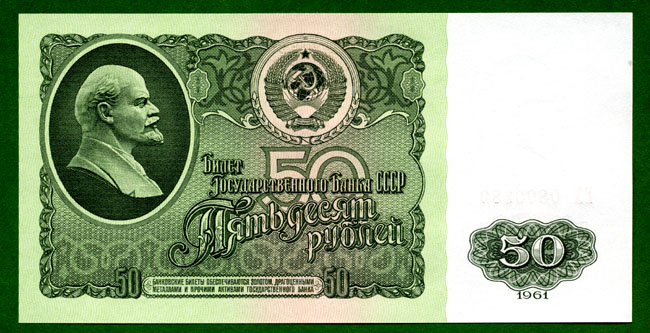 Билет
Государственного Банка СССР
50
Пятьдесят
рублей
50
БАНКОВСКИЕ БИЛЕТЫ ОБЕСПЕЧИВАЮТСЯ ЗОЛОТОМ, ДРАГОЦЕННЫМИ
МЕТАЛЛАМИ И ПРОЧИМИ АКТИВАМИ ГОСУДАРСТВЕННОГО БАНКА
50
50
1961